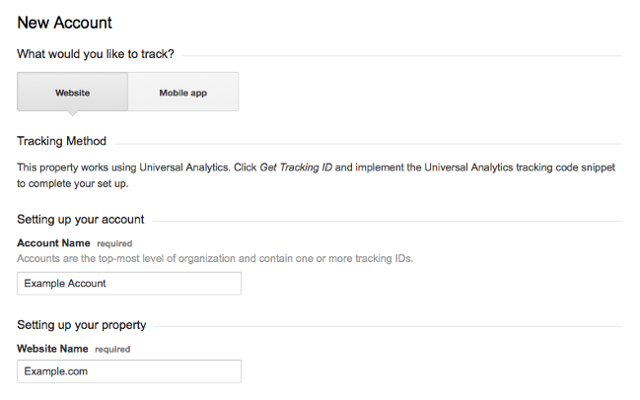 New Account
What would you like to track?
Website
Mobile app
Tracking Method
This property works using Universal Analytics. Click Get Tracking ID and implement the Universal Analytics tracking code snippet
to complete your set up.
Setting up your account
Account Name required
Accounts are the top-most level of organization and contain one or more tracking IDs.
Example Account
Setting up your property
Website Name required
Example.com